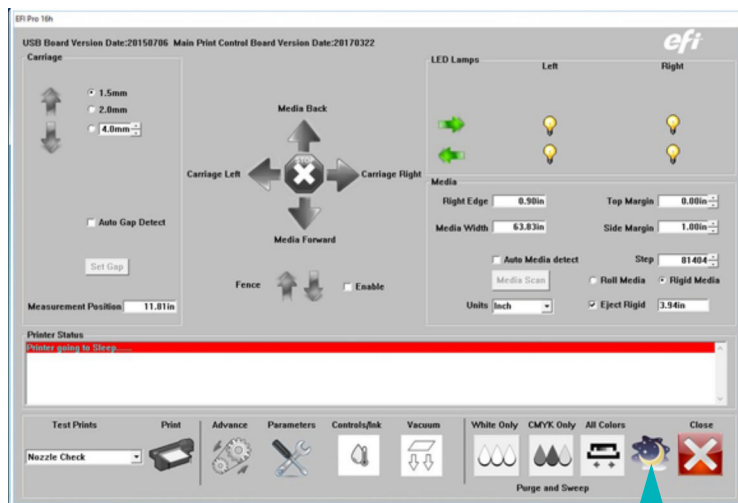 EFI Pro 16h
USB Board Version Date:20150706 Main Print Control Board Version Date:20170322
efi
Carriage
1.5mm
2.0mm
4.0mm
Auto Gap Detect
Set Gap
Measurement Position 11.81in
Media Back
Carriage Left STOP Carriage Right
Media Forward
Fence Enable
LED Lamps
Left Right
Media
Right Edge 0.90in Top Margin 0.00in
Media Width 63.83in Side Margin 1.00in
Auto Media detect Step 81404
Media Scan Roll Media Rigid Media
Units Inch Eject Rigid 3.94in
Printer Status
Printer going to Sleep......
Test Prints Print Advance Parameters Controls/Ink Vacuum White Only CMYK Only All Colors Close
Nozzle Check
Purge and Sweep